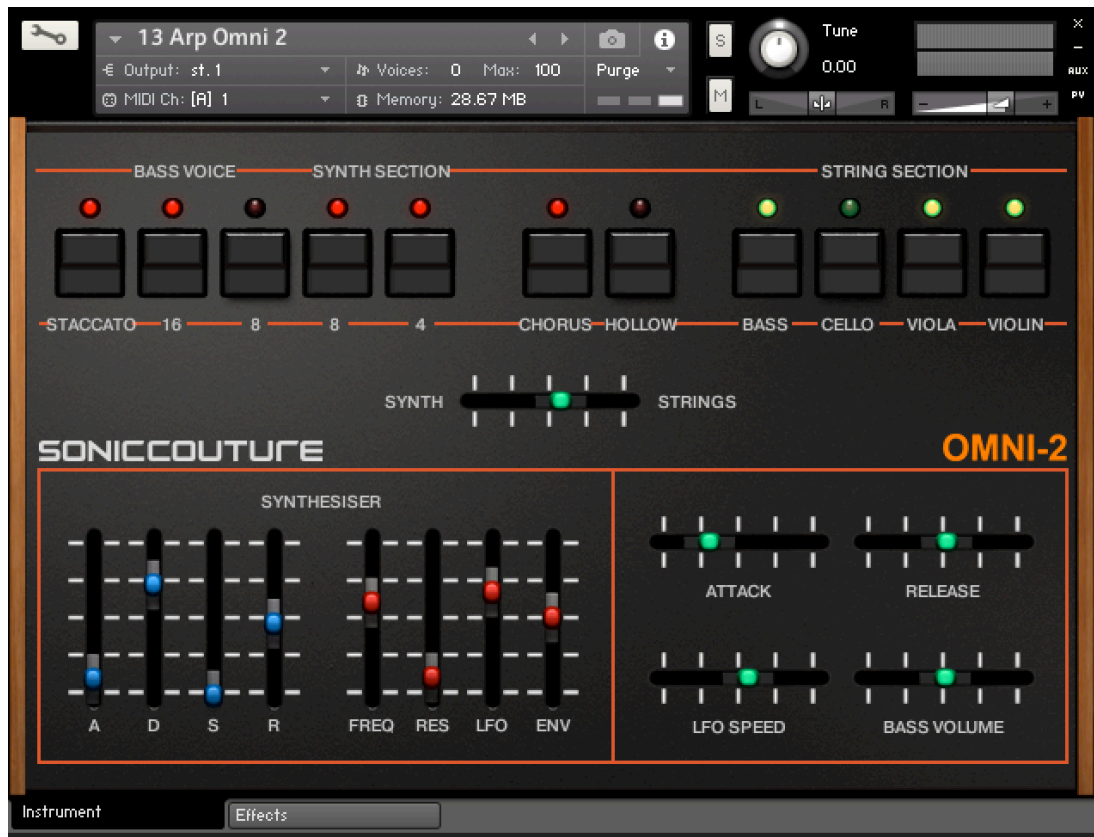 13 Arp Omni 2
S
Tune
0.00
x
-
AUX
PV
Output: st.1
Voices: 0 Max: 100
Purge
MIDI Ch: [A] 1
Memory: 28.67 MB
M
L R
- +
BASS VOICE SYNTH SECTION STRING SECTION
STACCATO 16 8 8 4 CHORUS HOLLOW BASS CELLO VIOLA VIOLIN
SYNTH STRINGS
SONICCOUTURE OMNI-2
SYNTHESISER
ATTACK RELEASE
A D S R FREQ RES LFO ENV LFO SPEED BASS VOLUME
Instrument
Effects